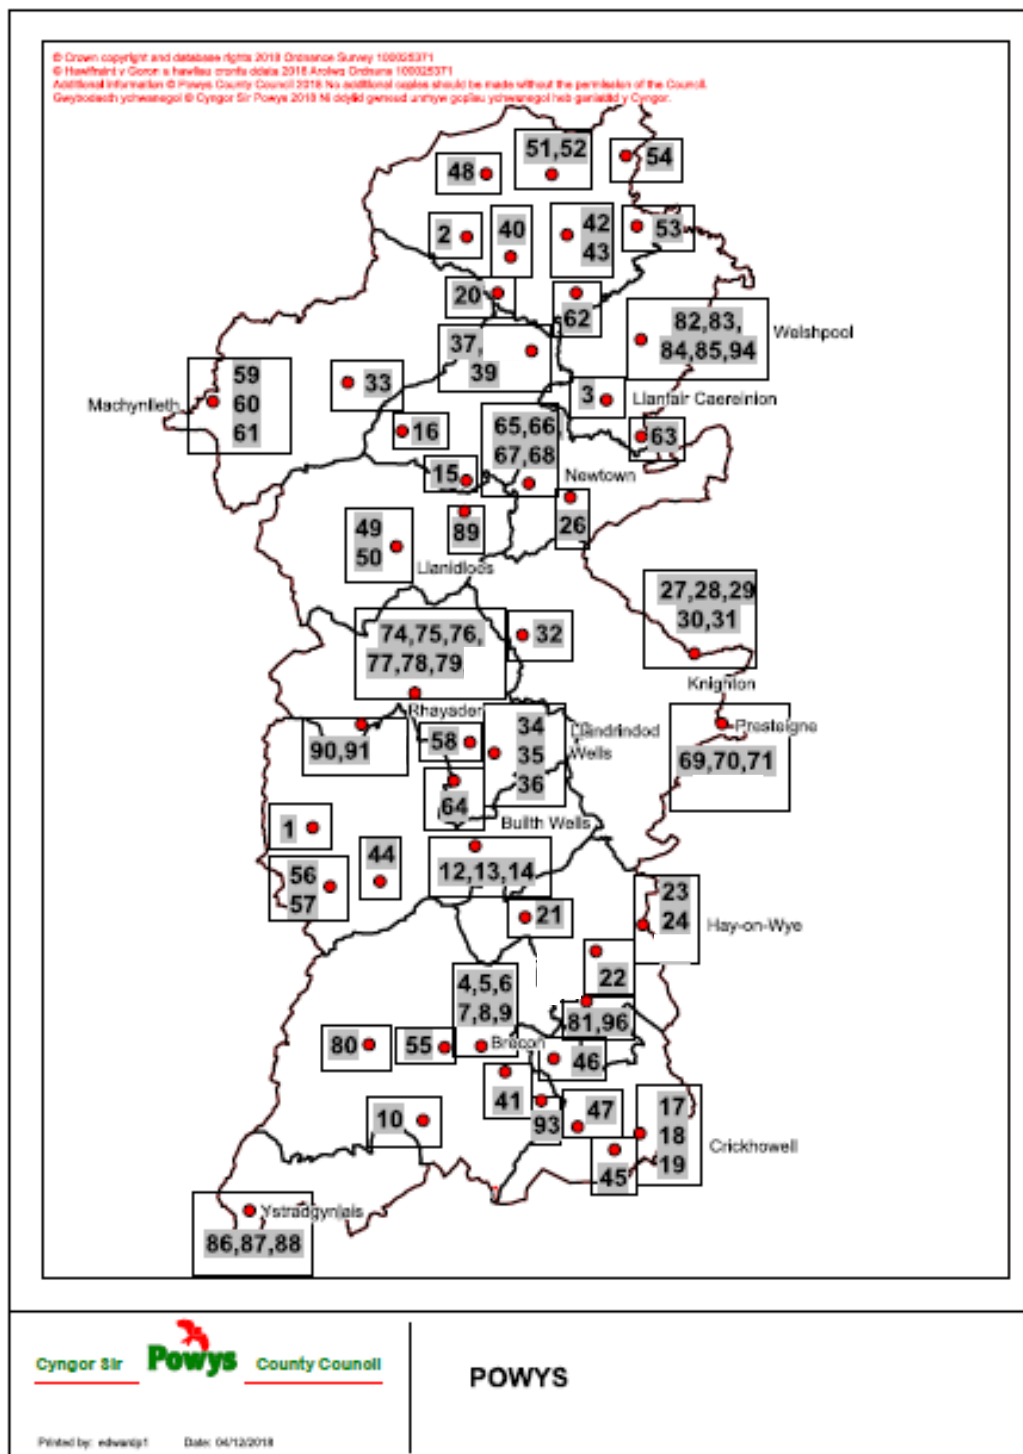 © Crown copyright and database rights 2018 Ordnance Survey 100025371
© Hawlfraint y Goron a hawliau cronfa ddata 2018 Arolwg Ordnans 100025371
Additional Information © Powys County Council 2018 No additional copies should be made without the permission of the Council.
Gwybodaeth ychwanegol © Cyngor Sir Powys 2018 Ni ddylid gwneud unrhyw gopïau ychwanegol heb ganiatâd y Cyngor.
51,52
54
48
2
40
42
43
53
20
62
82,83,
84,85,94
Welshpool
37,
39
59
60
61
Machynlleth
33
3
Llanfair Caereinion
16
65,66
67,68
63
15
Newtown
89
26
49
50
Llanidloes
27,28,29
30,31
Knighton
74,75,76,
77,78,79
32
Rhayader
90,91
58
34
35
36
Llandrindod
Wells
Presteigne
69,70,71
64
Builth Wells
1
44
12,13,14
56
57
23
24
Hay-on-Wye
21
22
4,5,6
7,8,9
Brecon
81,96
80
55
46
41
93
47
17
18
19
Crickhowell
10
45
Ystradgynlais
86,87,88
Cyngor Sir Powys County Council
POWYS
Printed by: edwardp1 Date: 04/12/2018